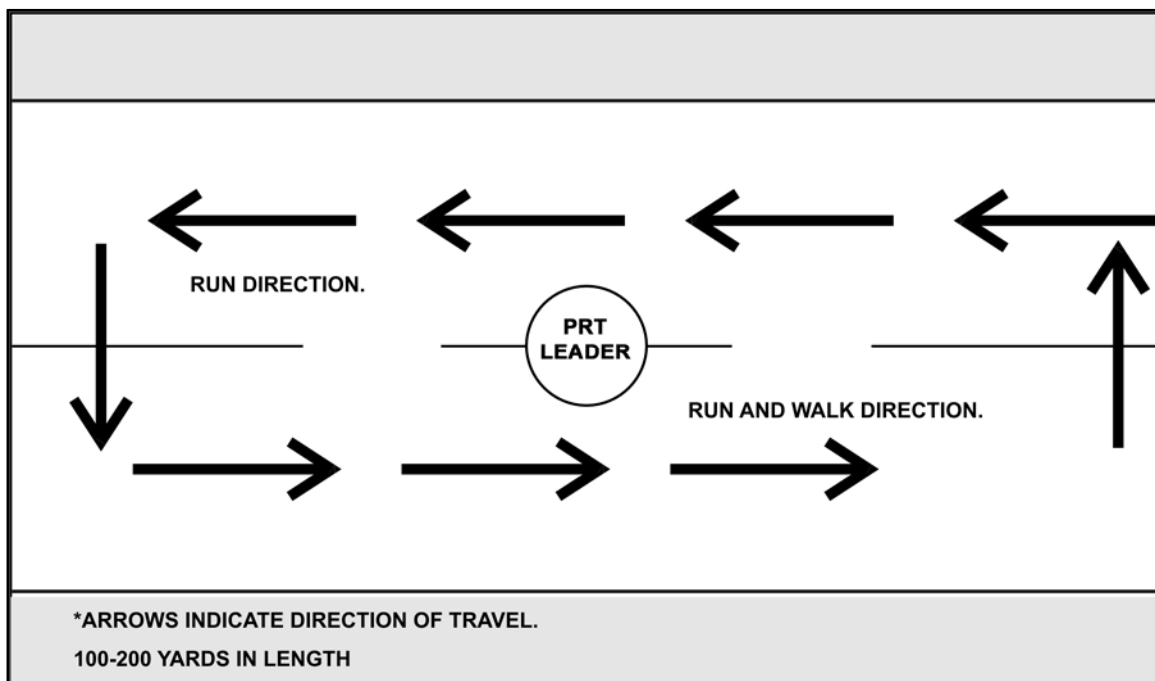 RUN DIRECTION.
PRT
LEADER
RUN AND WALK DIRECTION.
*ARROWS INDICATE DIRECTION OF TRAVEL.
100-200 YARDS IN LENGTH